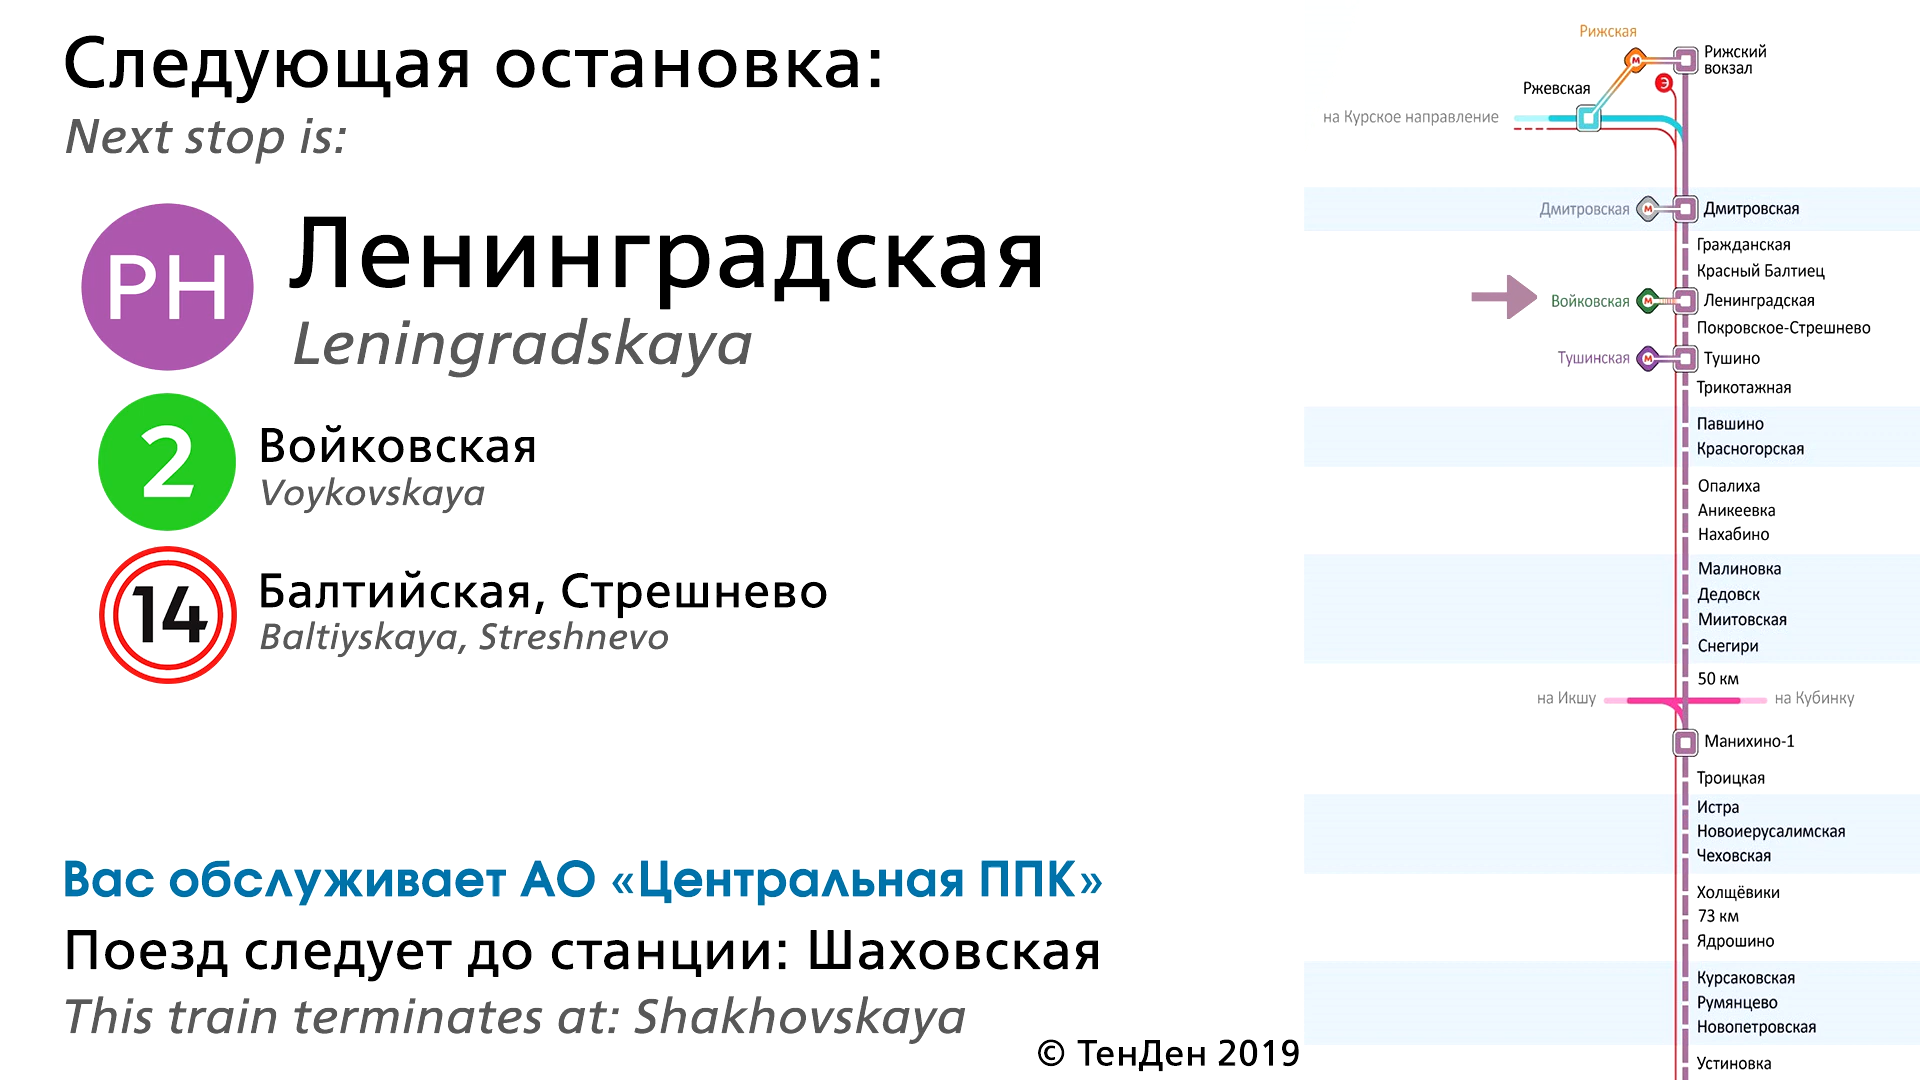 Следующая остановка:
Next stop is:
РН
Ленинградская
Leningradskaya
2
Войковская
Voykovskaya
14
Балтийская, Стрешнево
Baltiyskaya, Streshnevo
Вас обслуживает АО «Центральная ППК»
Поезд следует до станции: Шаховская
This train terminates at: Shakhovskaya
© ТенДен 2019
Рижская
М
Рижский
вокзал
Э
Ржевская
на Курское направление
Дмитровская М Дмитровская
Гражданская
Красный Балтиец
Войковская М Ленинградская
Покровское-Стрешнево
Тушинская М Тушино
Трикотажная
Павшино
Красногорская
Опалиха
Аникеевка
Нахабино
Малиновка
Дедовск
Миитовская
Снегири
50 км
на Икшу на Кубинку
Манихино-1
Троицкая
Истра
Новоиерусалимская
Чеховская
Холщёвики
73 км
Ядрошино
Курсаковская
Румянцево
Новопетровская
Устиновка